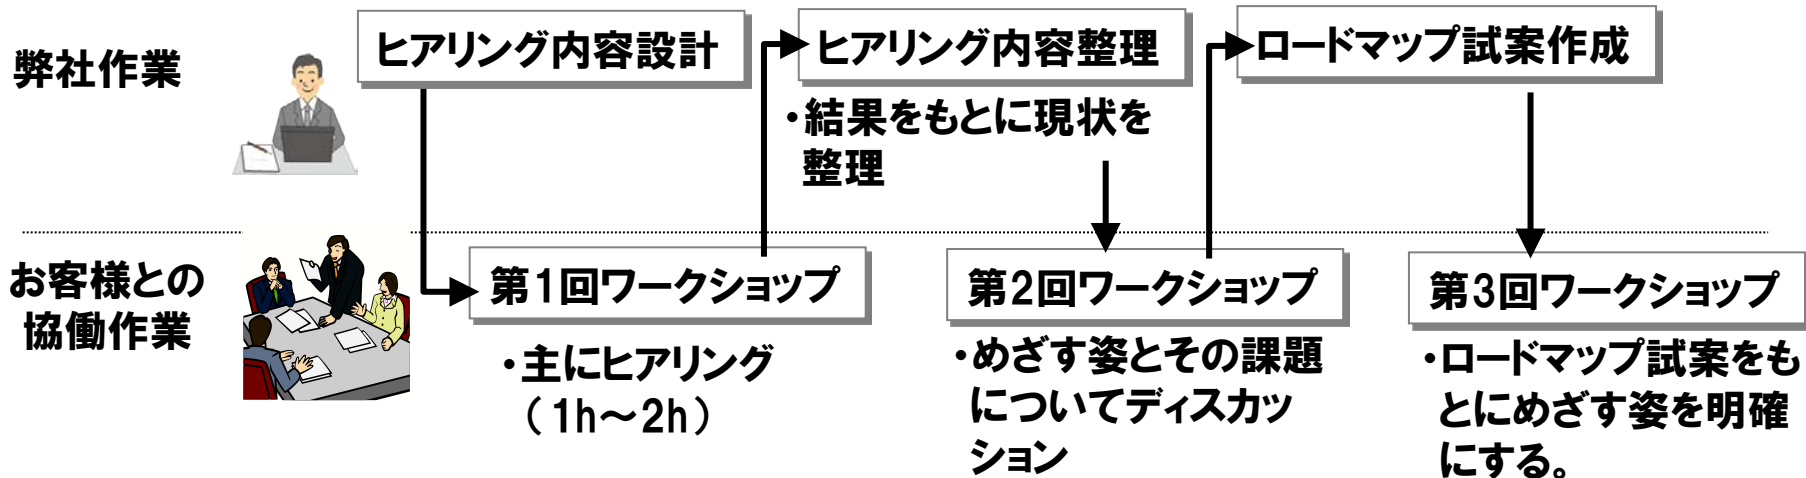 弊社作業
ヒアリング内容設計
ヒアリング内容整理
・結果をもとに現状を
整理
ロードマップ試案作成
お客様との
協働作業
第1回ワークショップ
・主にヒアリング
（1h～2h）
第2回ワークショップ
・めざす姿とその課題
についてディスカッ
ション
第3回ワークショップ
・ロードマップ試案をも
とにめざす姿を明確
にする。